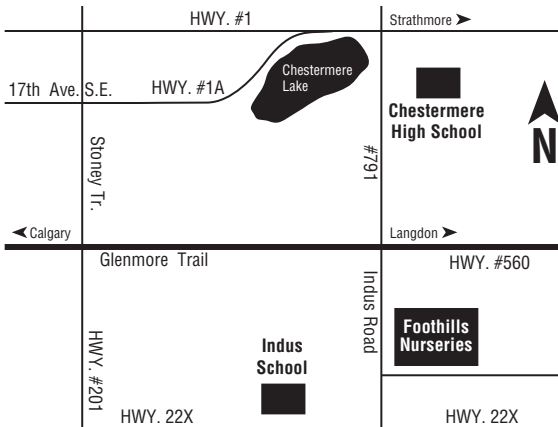 HWY. #1
Strathmore
17th Ave. S.E.
HWY. #1A
Chestermere
Lake
Chestermere
High School
N
Stoney Tr.
#791
Calgary
Langdon
Glenmore Trail
HWY. #560
Indus Road
Foothills
Nurseries
HWY. #201
Indus
School
HWY. 22X
HWY. 22X